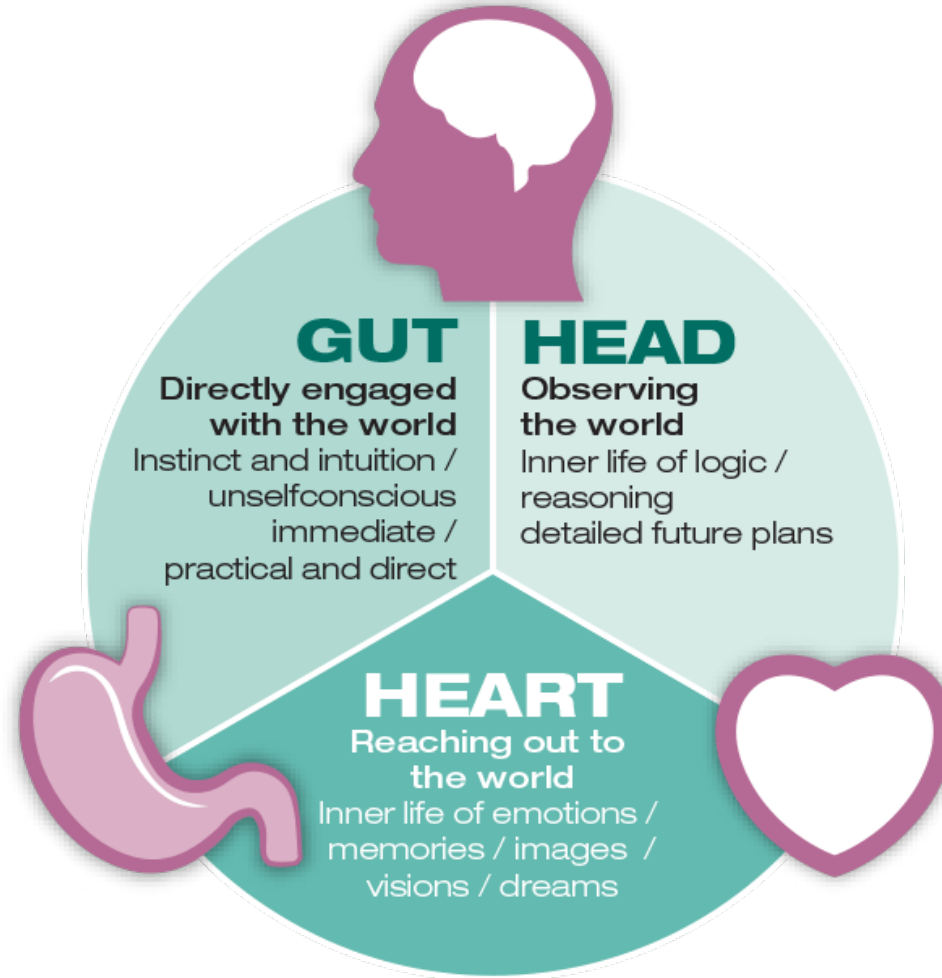 GUT
Directly engaged
with the world
Instinct and intuition /
unselfconscious
immediate /
practical and direct
HEAD
Observing
the world
Inner life of logic /
reasoning
detailed future plans
HEART
Reaching out to
the world
Inner life of emotions /
memories / images /
visions / dreams